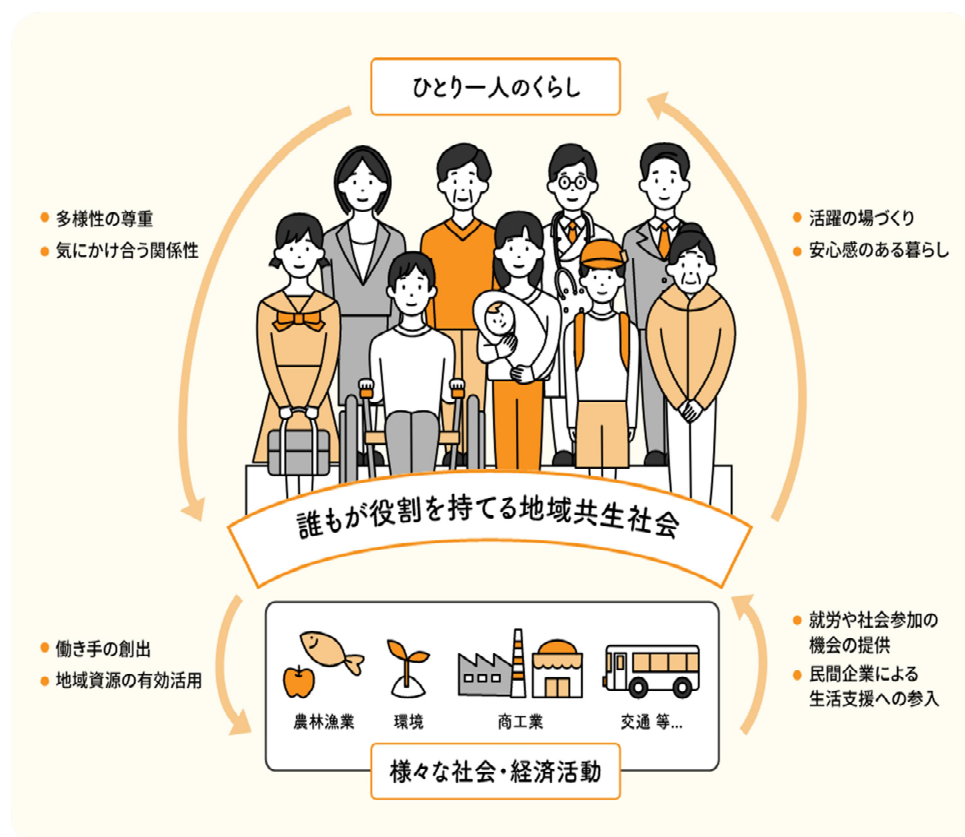 ひとり一人のくらし
多様性の尊重
気にかけ合う関係性
活躍の場づくり
安心感のある暮らし
誰もが役割を持てる地域共生社会
働き手の創出
地域資源の有効活用
就労や社会参加の
機会の提供
民間企業による
生活支援への参入
農林漁業
環境
商工業
交通 等...
様々な社会・経済活動